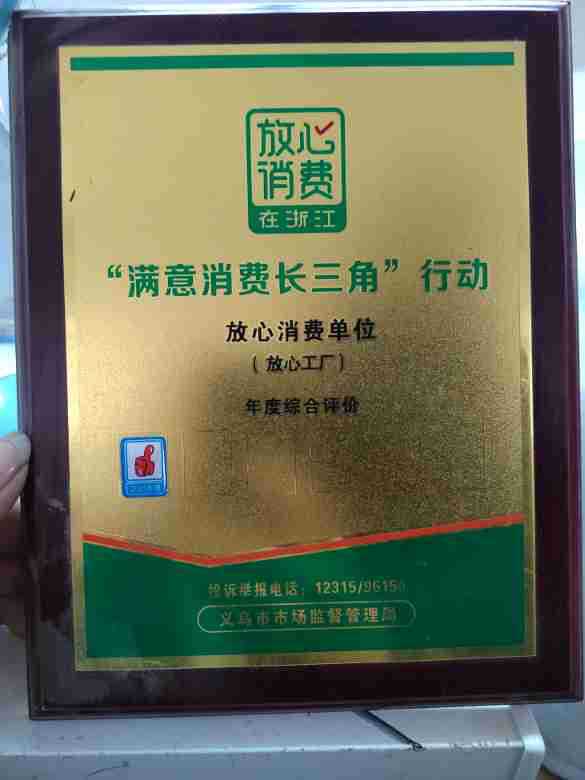 放心
消费
在浙江
“满意消费长三角”行动
放心消费单位
（放心工厂）
年度综合评价
投诉举报电话：12315/96150
义乌市市场监督管理局